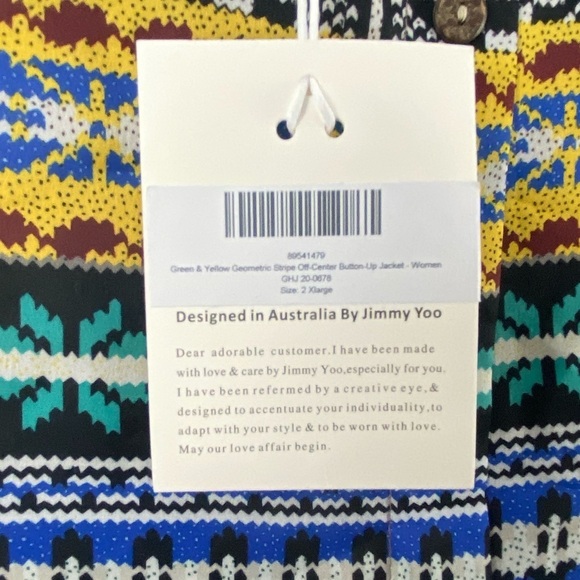 89541479
Green & Yellow Geometric Stripe Off-Center Button-Up Jacket - Women
GHJ 20-0678
Size: 2 Xlarge
Designed in Australia By Jimmy Yoo
Dear adorable customer.I have been made
with love & care by Jimmy Yoo,especially for you.
I have been refermed by a creative eye,&
designed to accentuate your individuality,to
adapt with your style & to be worn with love.
May our love affair begin.